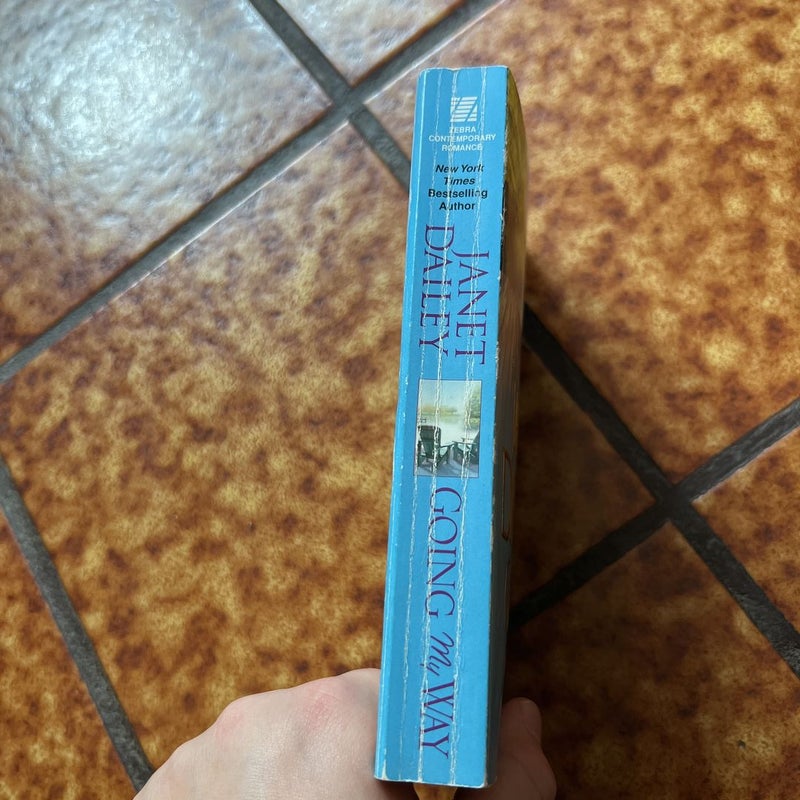 ZEBRA
CONTEMPORARY
ROMANCE
New York
Times
Bestselling
Author
JANET
DAILEY
GOING My WAY